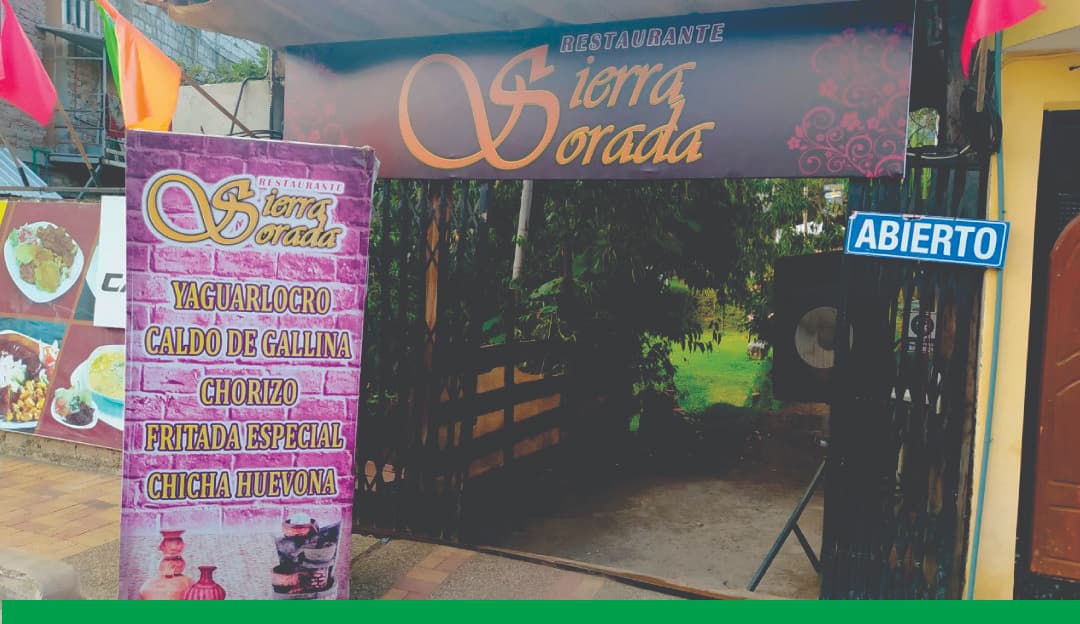 RESTAURANTE
Sierra
Dorada
ABIERTO
RESTAURANTE
Sierra
Dorada
YAGUARLOCRO
CALDO DE GALLINA
CHORIZO
FRITADA ESPECIAL
CHICHA HUEVONA